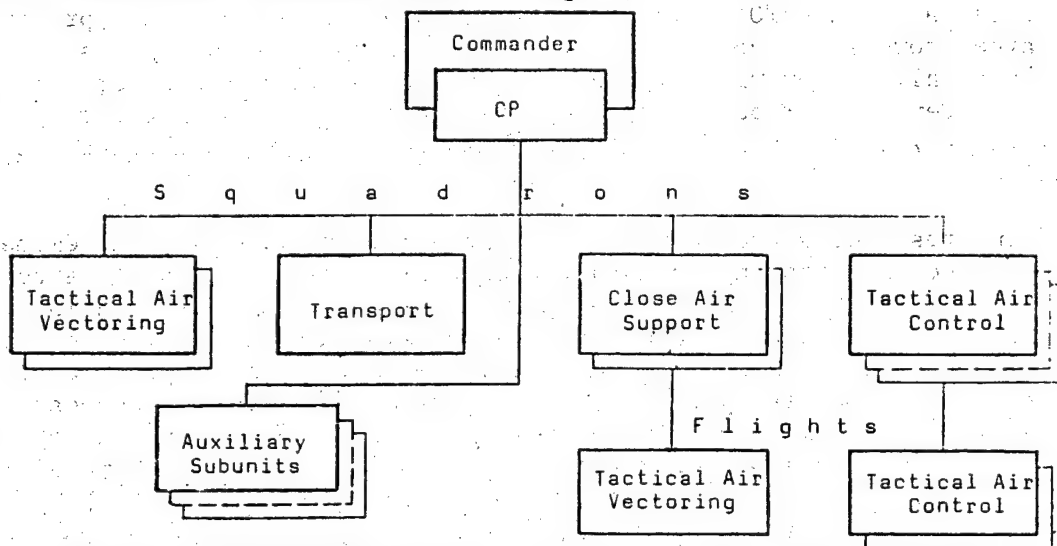 Commander
CP
S q u a d r o n s
Tactical Air
Vectoring
Transport
Close Air
Support
Tactical Air
Control
Auxiliary
Subunits
F l i g h t s
Tactical Air
Vectoring
Tactical Air
Control